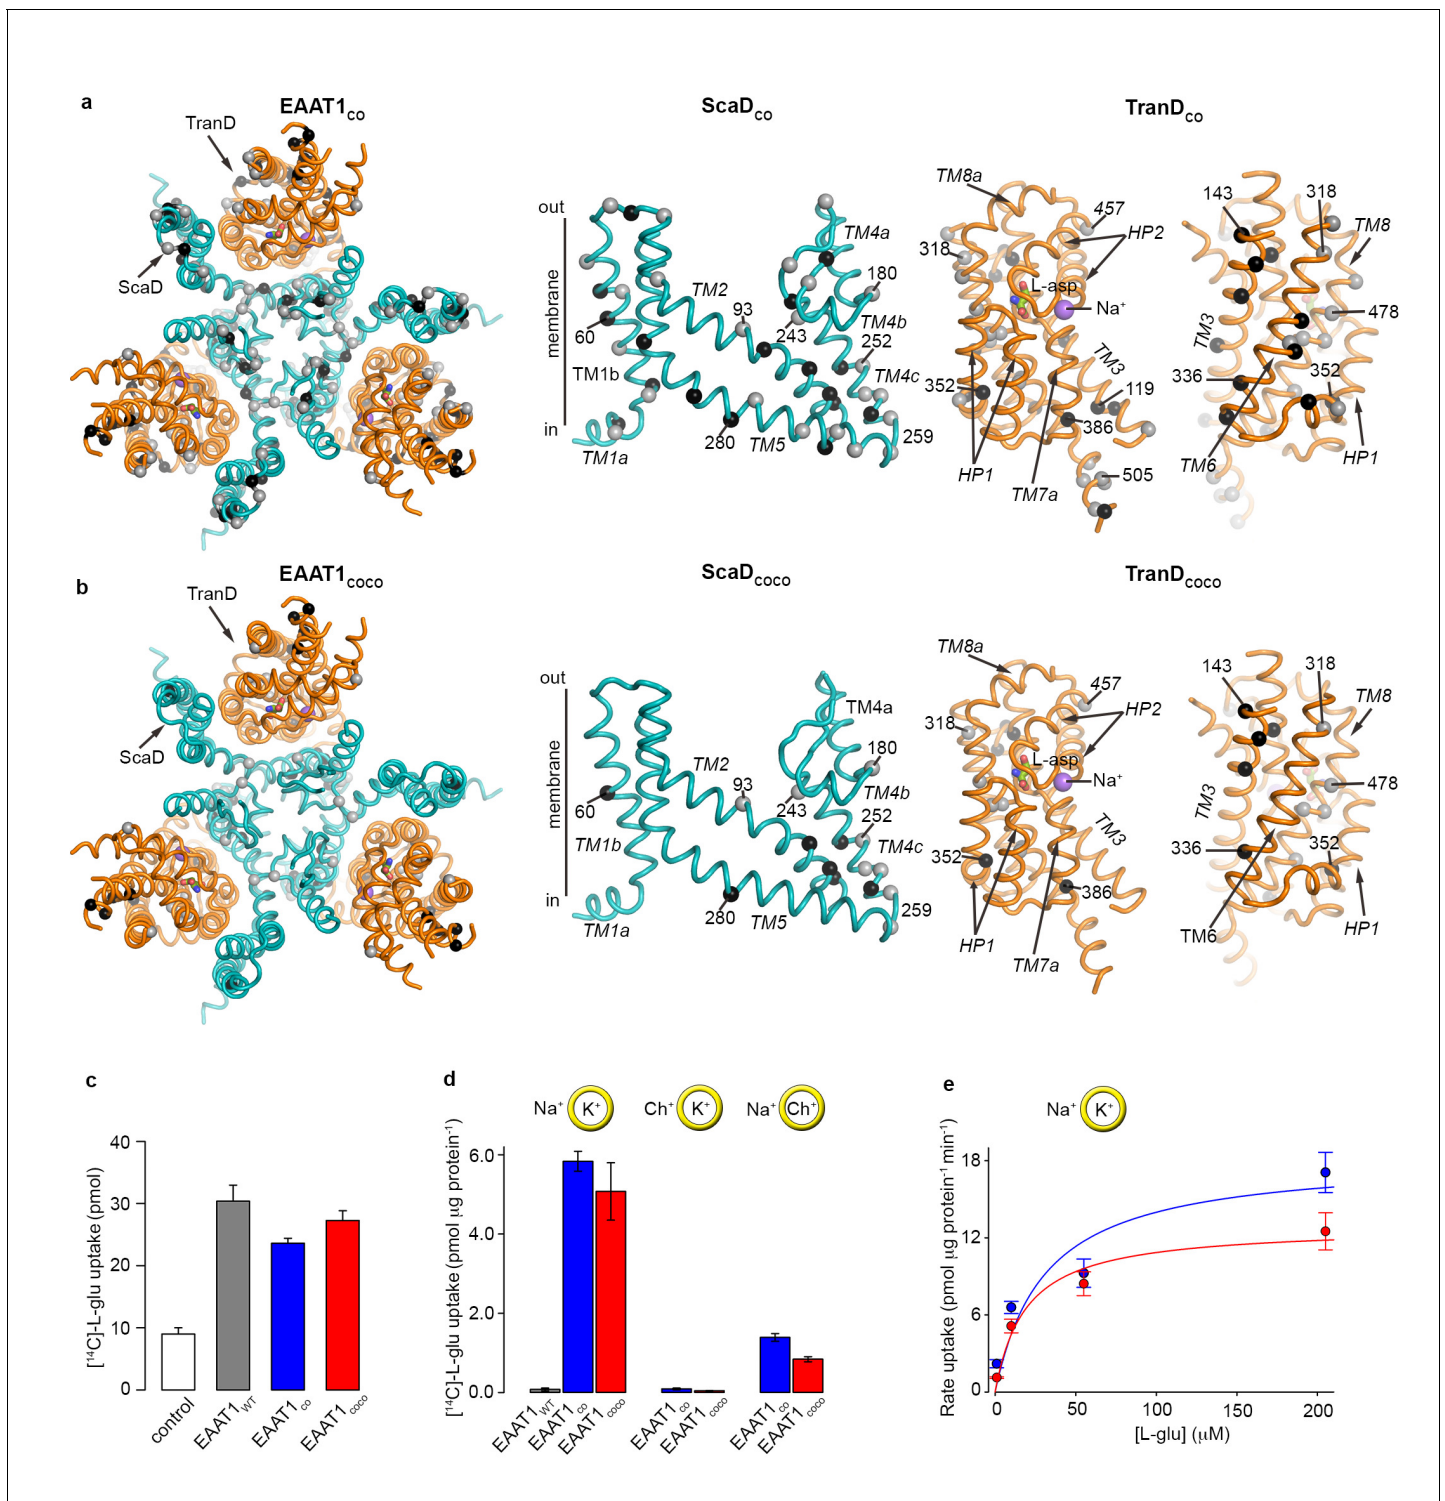 a
EAAT1co
ScaDco
TranDco
TranD
ScaD
out
membrane
in
60
TM1b
TM1a
TM2
93
280
TM5
TM4a
180
243
TM4b
252
TM4c
259
TM8a
457
318
HP2
L-asp
Na+
TM3
352
119
386
HP1
TM7a
505
143
318
TM8
478
TM3
336
352
TM6
HP1
b
EAAT1coco
ScaDcoco
TranDcoco
TranD
ScaD
out
membrane
in
60
TM1b
TM1a
TM2
93
280
TM5
TM4a
180
243
TM4b
252
TM4c
259
TM8a
457
318
HP2
L-asp
Na+
TM3
352
386
HP1
TM7a
143
318
TM8
478
TM3
336
352
TM6
HP1
c
[14C]-L-glu uptake (pmol)
40
30
20
10
0
control
EAAT1WT
EAAT1co
EAAT1coco
d
Na+ K+
Ch+ K+
Na+ Ch+
[14C]-L-glu uptake (pmol μg protein-1)
6.0
4.0
2.0
0.0
EAAT1WT
EAAT1co
EAAT1coco
EAAT1co
EAAT1coco
EAAT1co
EAAT1coco
e
Na+ K+
Rate uptake (pmol μg protein-1 min-1)
18
12
6
0
0 50 100 150 200
[L-glu] (μM)